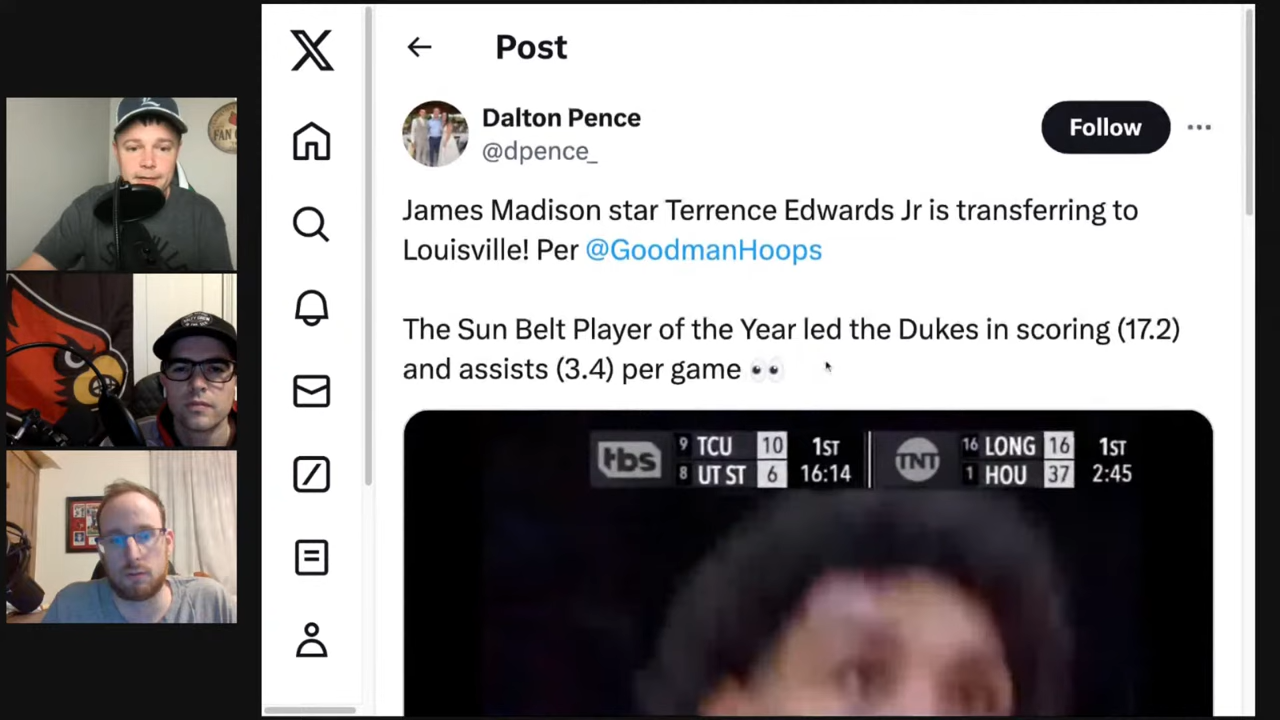 Post
Dalton Pence
@dpence_
Follow
James Madison star Terrence Edwards Jr is transferring to
Louisville! Per @GoodmanHoops
The Sun Belt Player of the Year led the Dukes in scoring (17.2)
and assists (3.4) per game 👀
tbs 9 TCU 10 1ST
8 UT ST 6 16:14
TNT 16 LONG 16 1ST
1 HOU 37 2:45
FAN